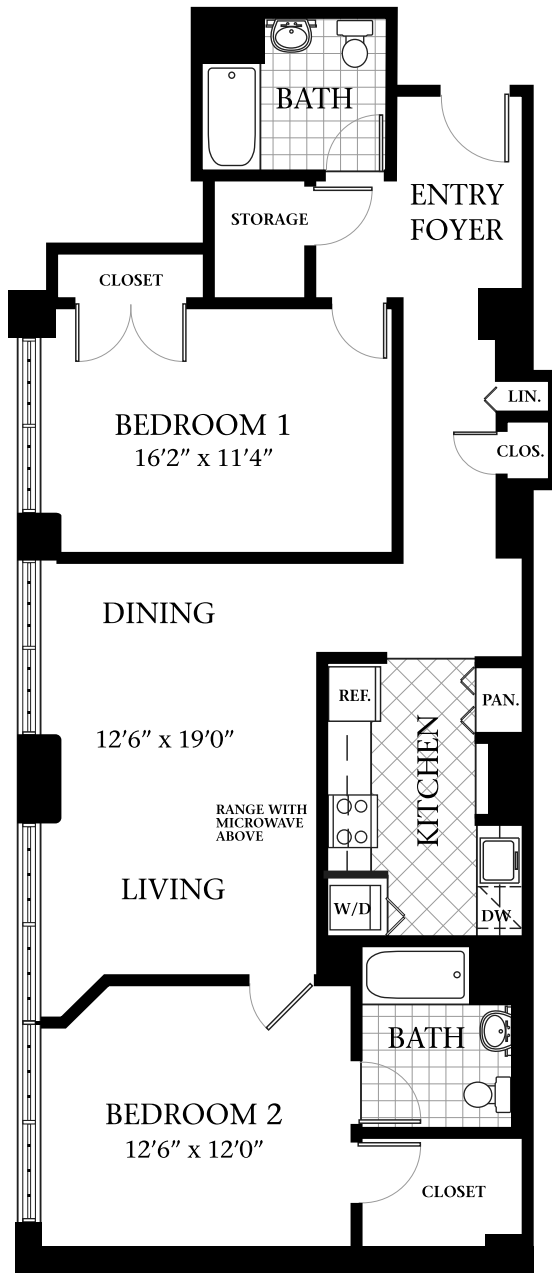 BATH
ENTRY
FOYER
STORAGE
CLOSET
LIN.
BEDROOM 1
16'2" x 11'4"
CLOS.
DINING
REF.
PAN.
12'6" x 19'0"
KITCHEN
RANGE WITH
MICROWAVE
ABOVE
LIVING
W/D
DW
BATH
BEDROOM 2
12'6" x 12'0"
CLOSET